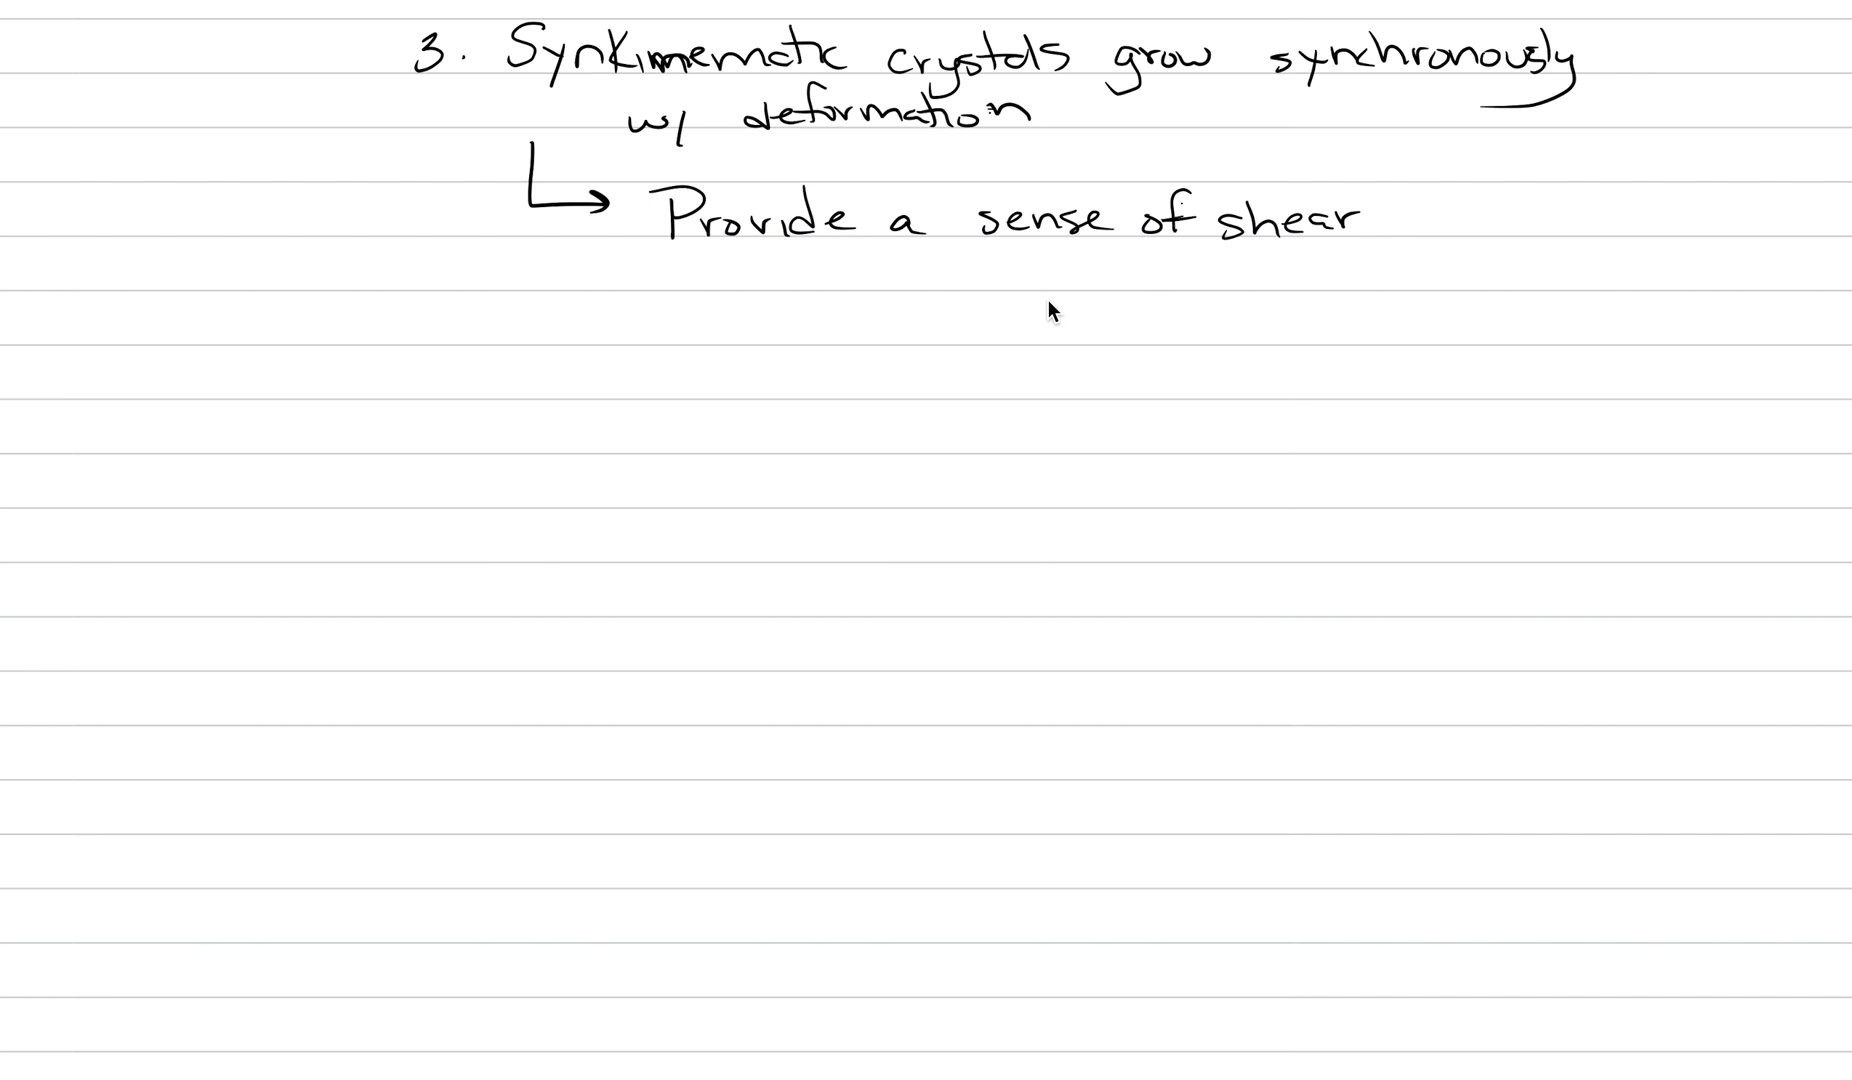 3. Synkinematic crystals grow synchronously
w/ deformation
Provide a sense of shear